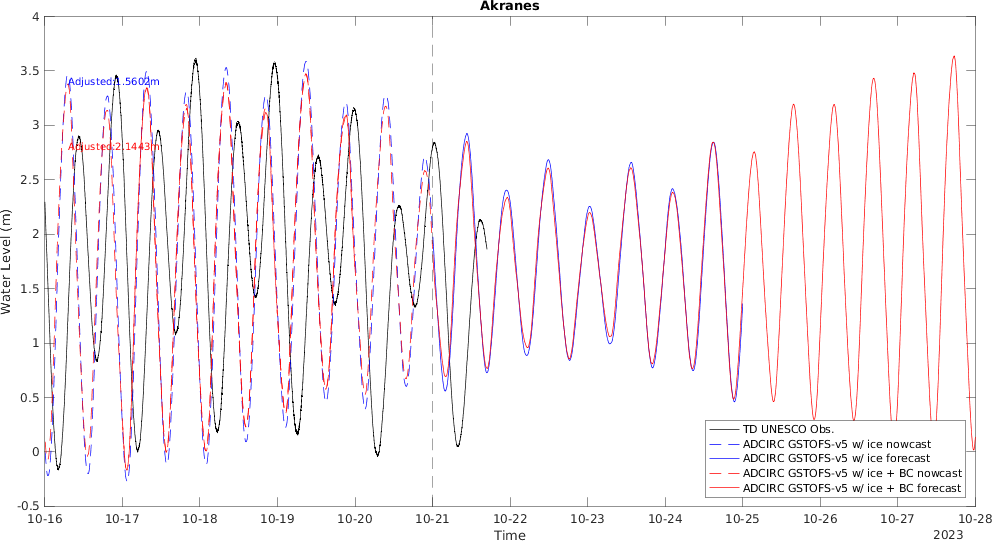 Akranes
4
3.5
3
2.5
2
1.5
1
0.5
0
-0.5
Water Level (m)
Adjusted:1.5602m
Adjusted:2.1443m
TD UNESCO Obs.
ADCIRC GSTOFS-v5 w/ ice nowcast
ADCIRC GSTOFS-v5 w/ ice forecast
ADCIRC GSTOFS-v5 w/ ice + BC nowcast
ADCIRC GSTOFS-v5 w/ ice + BC forecast
10-16 10-17 10-18 10-19 10-20 10-21 10-22 10-23 10-24 10-25 10-26 10-27 10-28
Time
2023